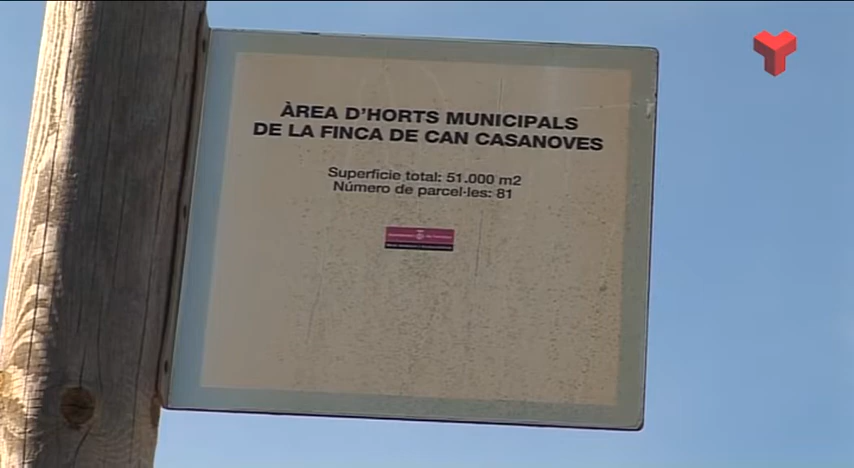 ÀREA D'HORTS MUNICIPALS
DE LA FINCA DE CAN CASANOVES
Superfície total: 51.000 m2
Número de parcel·les: 81